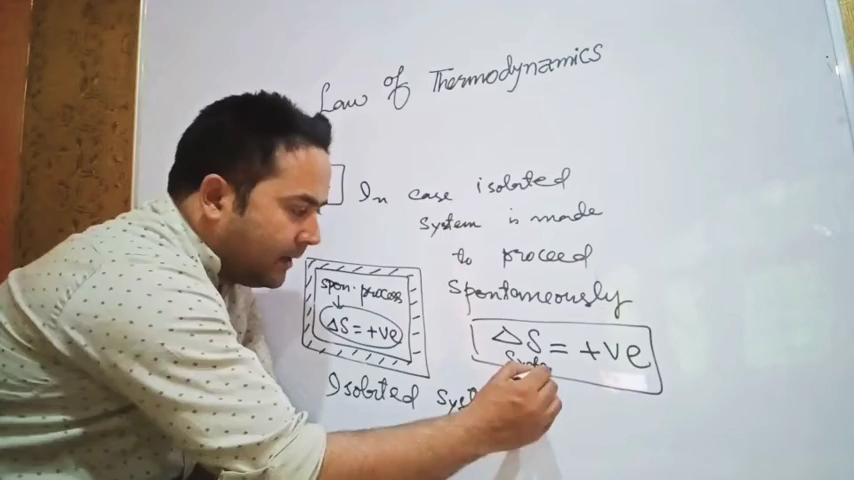 Law of Thermodynamics
In case isolated
system is made
to proceed
spontaneously
spon. process
↓
ΔS = +ve
ΔS = +ve
Isolated